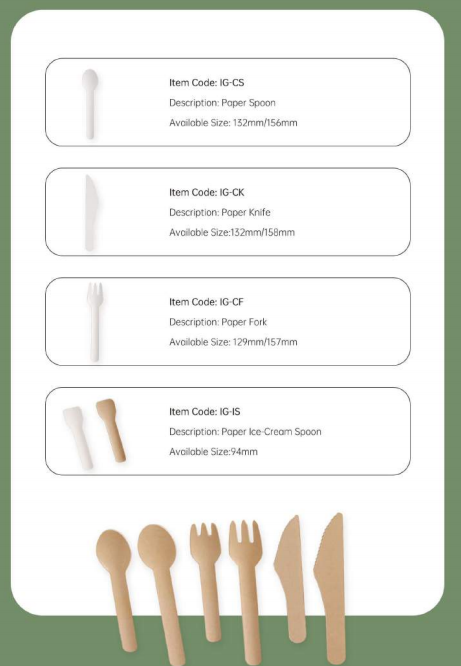 Item Code: IG-CS
Description: Paper Spoon
Available Size: 132mm/156mm
Item Code: IG-CK
Description: Paper Knife
Available Size:132mm/158mm
Item Code: IG-CF
Description: Paper Fork
Available Size: 129mm/157mm
Item Code: IG-IS
Description: Paper Ice-Cream Spoon
Available Size:94mm